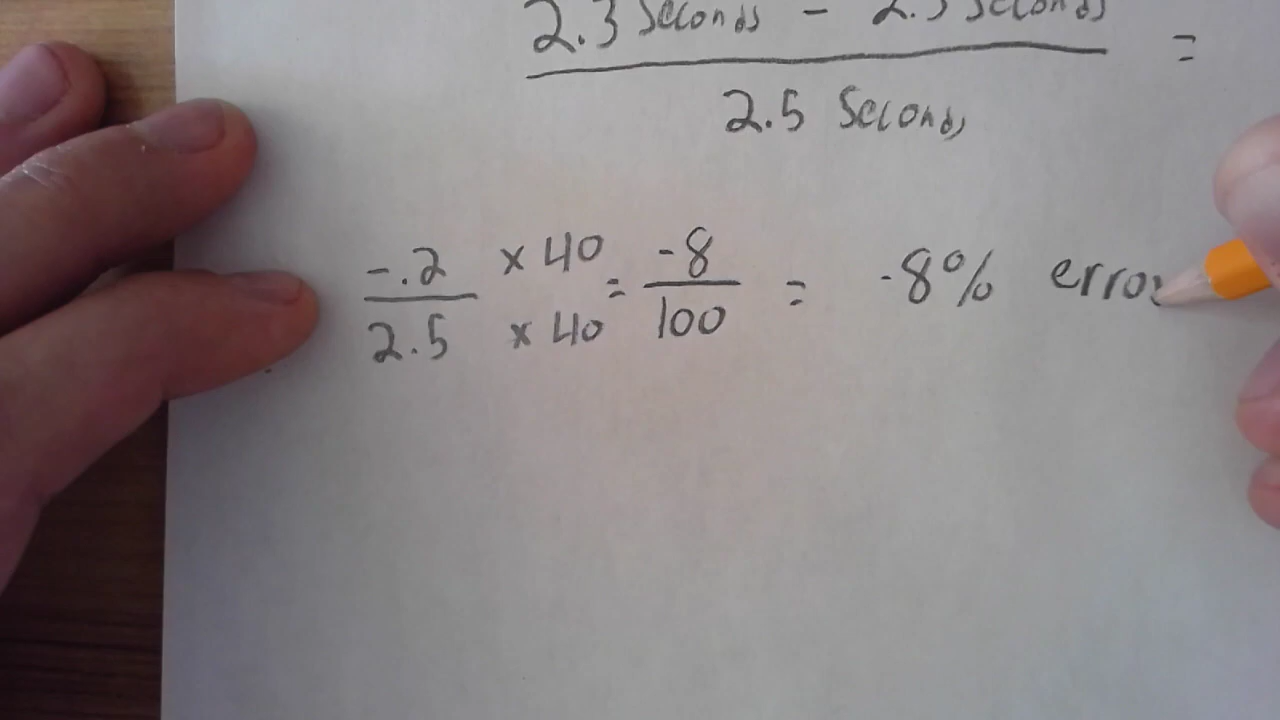 2.3 Seconds - 2.5 Seconds =
2.5 Seconds
-.2 x 40 = -8 = -8% error
2.5 x 40 100